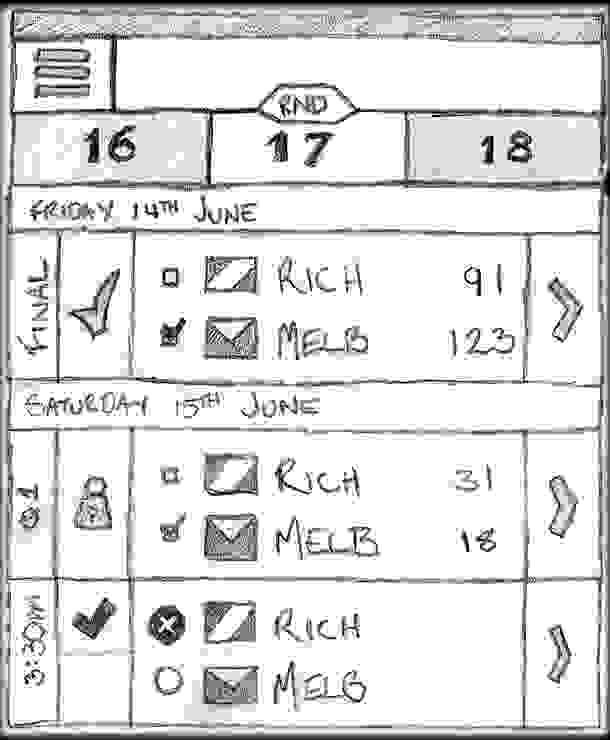 RND
16 17 18
FRIDAY 14TH JUNE
FINAL
RICH 91
MELB 123
SATURDAY 15TH JUNE
Q1
RICH 31
MELB 18
3:30PM
RICH
MELB